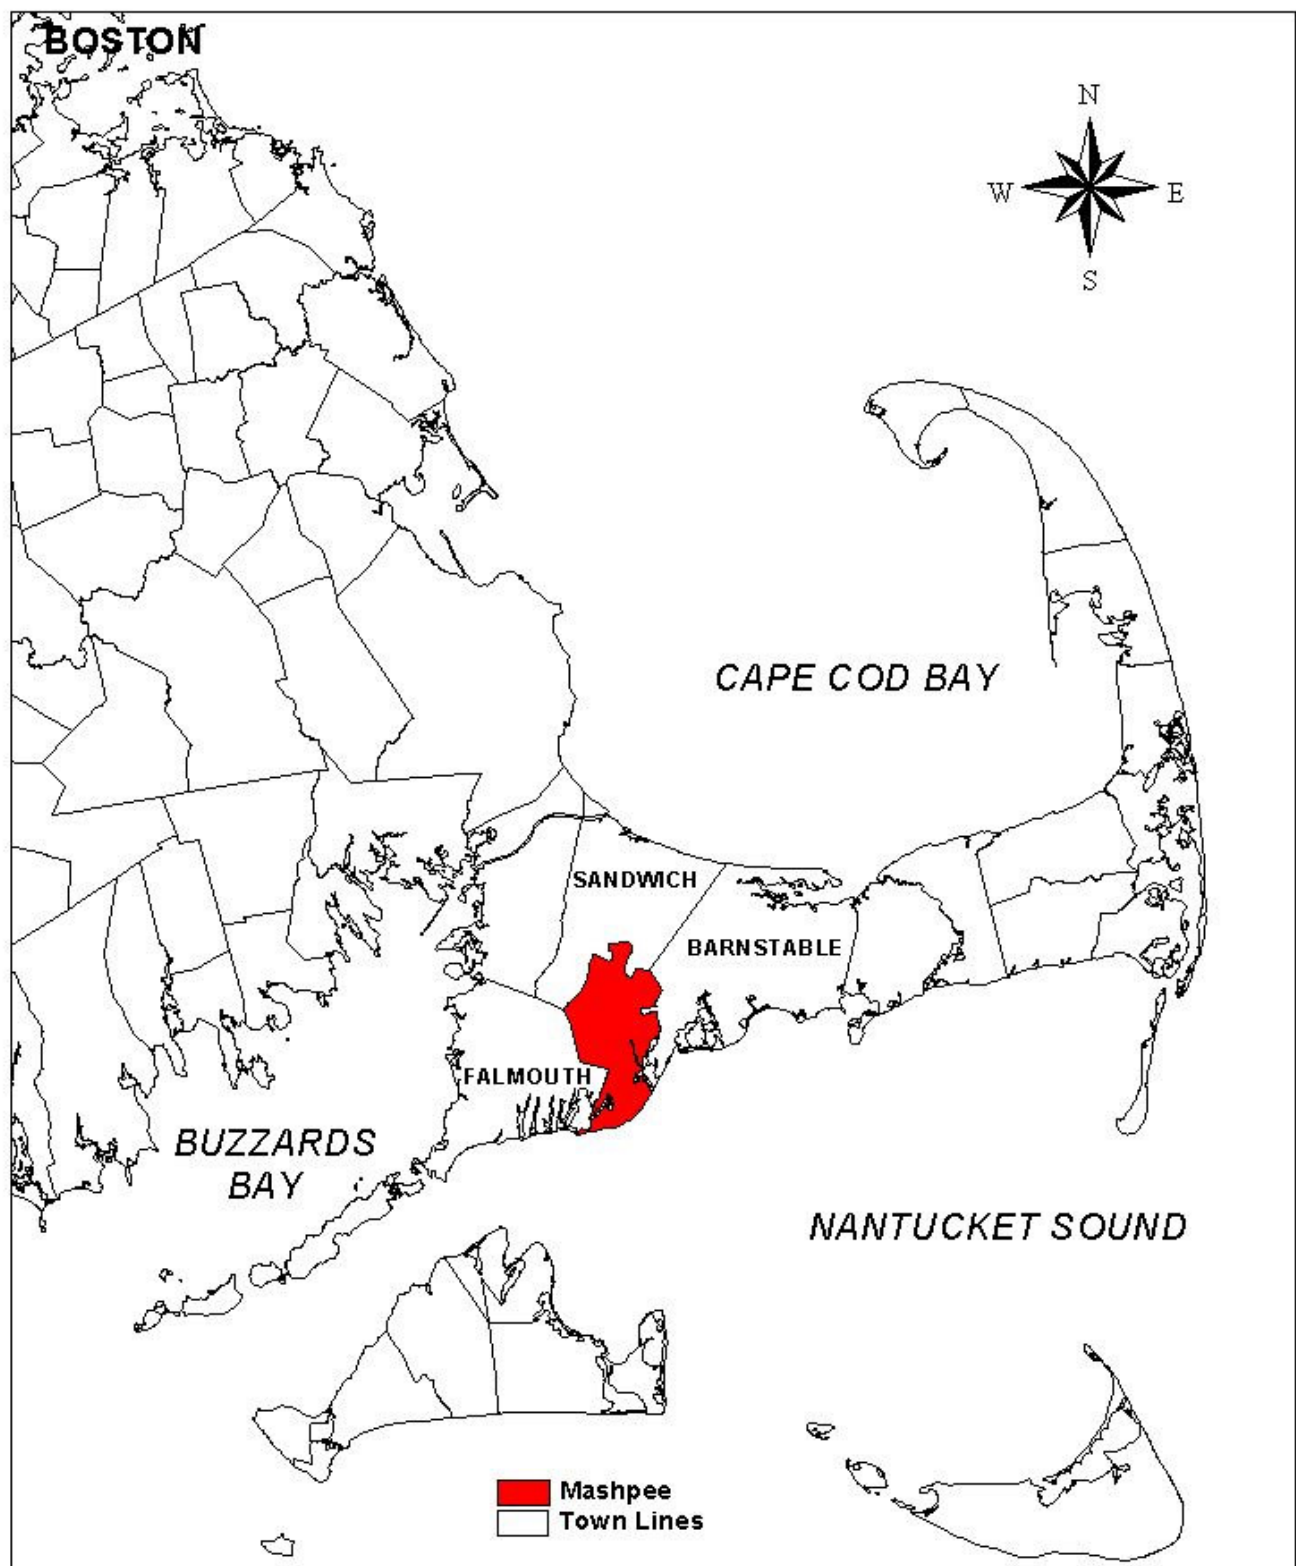 BOSTON
N
W E
S
CAPE COD BAY
SANDWICH
BARNSTABLE
FALMOUTH
BUZZARDS
BAY
NANTUCKET SOUND
Mashpee
Town Lines